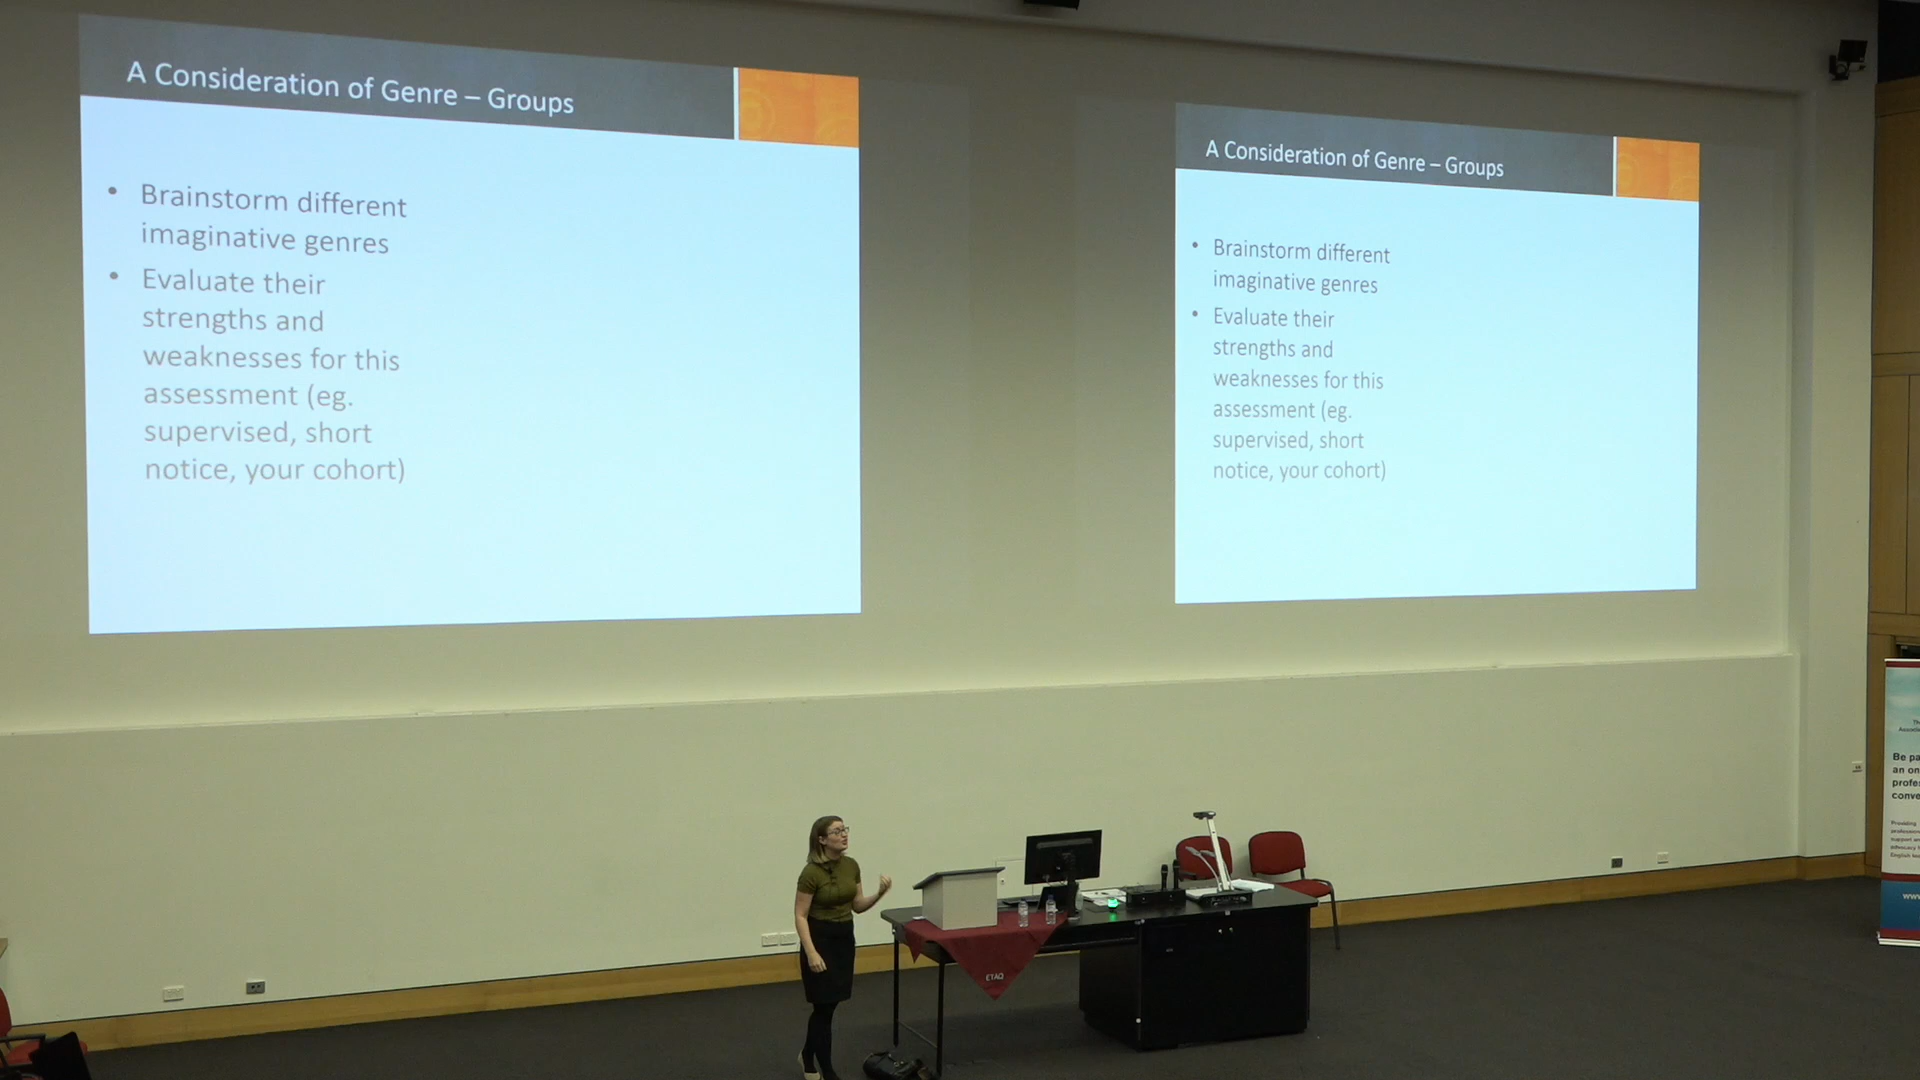 A Consideration of Genre – Groups
• Brainstorm different
imaginative genres
• Evaluate their
strengths and
weaknesses for this
assessment (eg.
supervised, short
notice, your cohort)
A Consideration of Genre – Groups
• Brainstorm different
imaginative genres
• Evaluate their
strengths and
weaknesses for this
assessment (eg.
supervised, short
notice, your cohort)
ETAQ
Be pa
an on
profe
conve
Providing
www